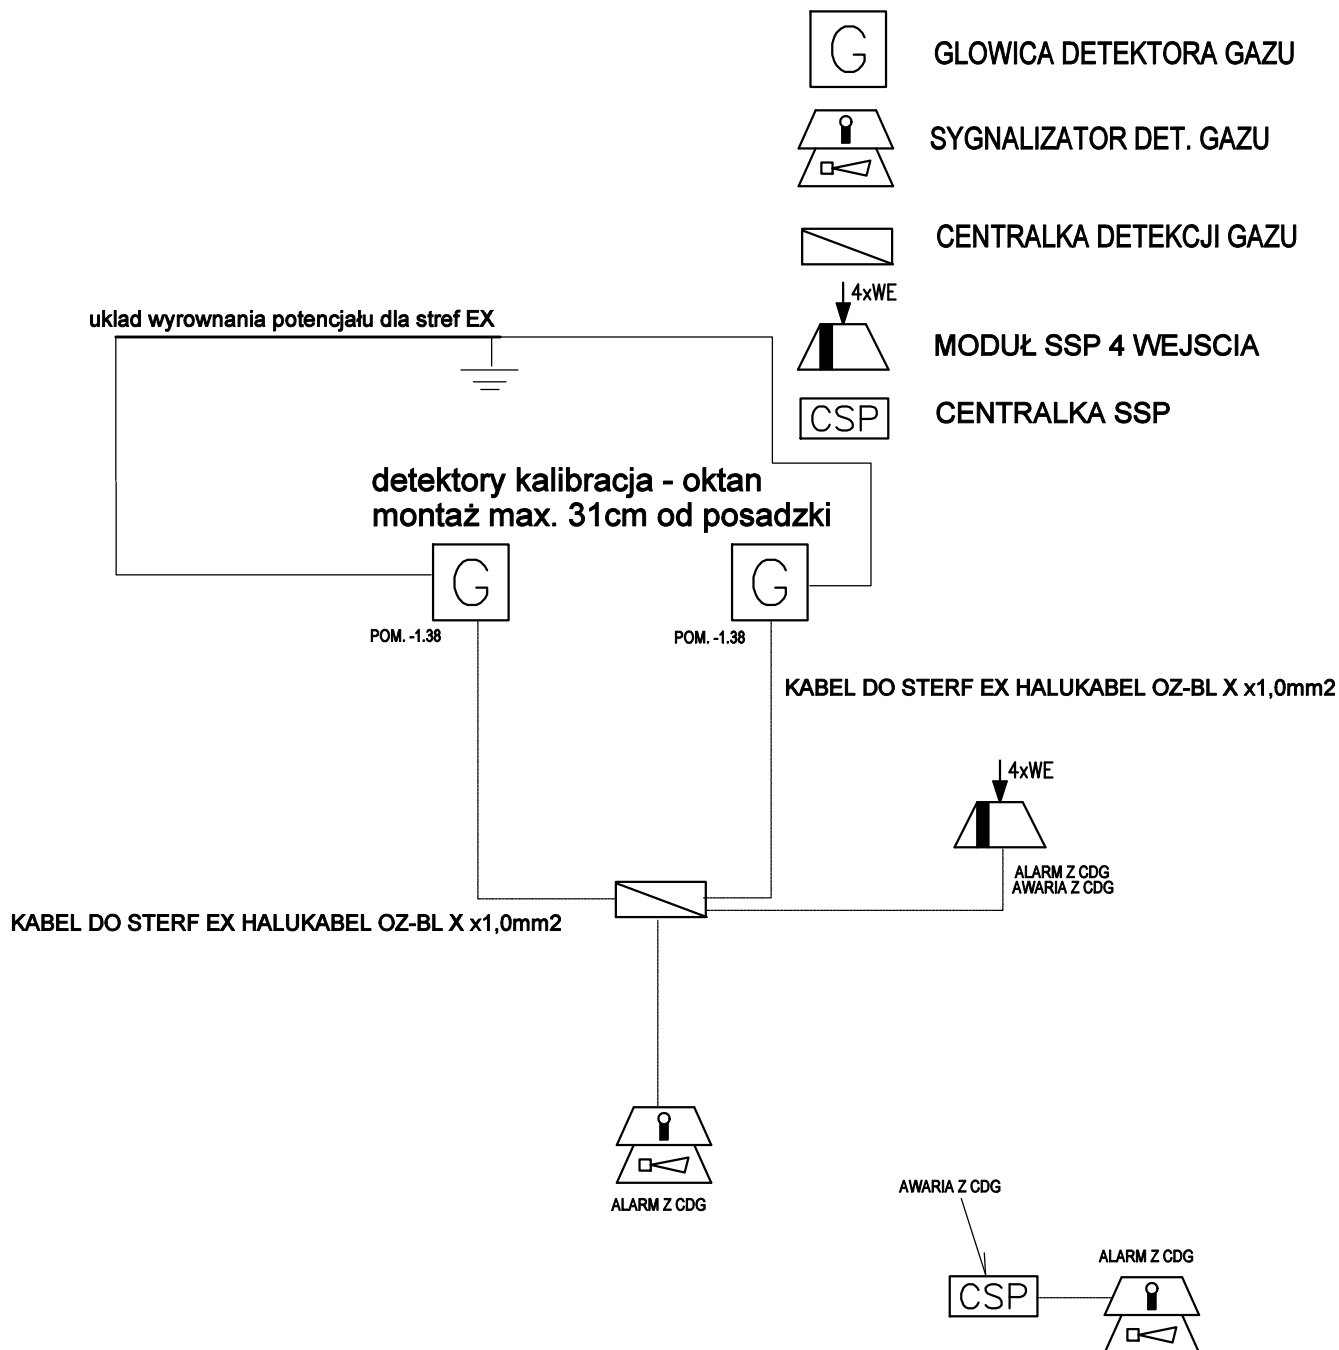 G
GLOWICA DETEKTORA GAZU
SYGNALIZATOR DET. GAZU
CENTRALKA DETEKCJI GAZU
4xWE
MODUŁ SSP 4 WEJSCIA
CSP
CENTRALKA SSP
uklad wyrownania potencjału dla stref EX
detektory kalibracja - oktan
montaż max. 31cm od posadzki
G
G
POM. -1.38
POM. -1.38
KABEL DO STERF EX HALUKABEL OZ-BL X x1,0mm2
4xWE
ALARM Z CDG
AWARIA Z CDG
KABEL DO STERF EX HALUKABEL OZ-BL X x1,0mm2
ALARM Z CDG
AWARIA Z CDG
ALARM Z CDG
CSP